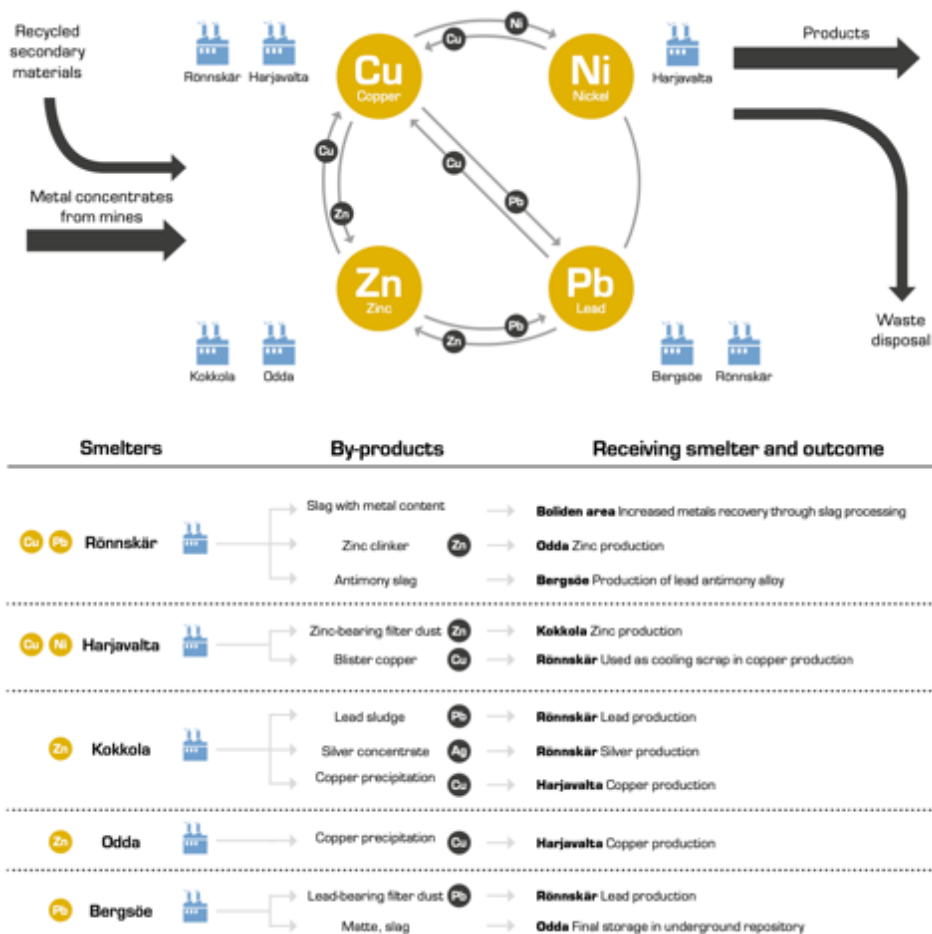 Recycled
secondary
materials
Rönnskär Harjavalta
Cu
Copper
Ni
Cu
Ni
Nickel
Harjavalta
Products
Metal concentrates
from mines
Cu
Zn
Cu
Pb
Zn
Zinc
Pb
Zn
Pb
Lead
Waste
disposal
Kokkola Odda
Bergsöe Rönnskär
Smelters By-products Receiving smelter and outcome
Slag with metal content Boliden area Increased metals recovery through slag processing
Cu Pb Rönnskär Zinc clinker Zn Odda Zinc production
Antimony slag Bergsöe Production of lead antimony alloy
Zinc-bearing filter dust Zn Kokkola Zinc production
Cu Ni Harjavalta
Blister copper Cu Rönnskär Used as cooling scrap in copper production
Lead sludge Pb Rönnskär Lead production
Zn Kokkola Silver concentrate Ag Rönnskär Silver production
Copper precipitation Cu Harjavalta Copper production
Zn Odda Copper precipitation Cu Harjavalta Copper production
Lead-bearing filter dust Pb Rönnskär Lead production
Pb Bergsöe
Matte, slag Odda Final storage in underground repository